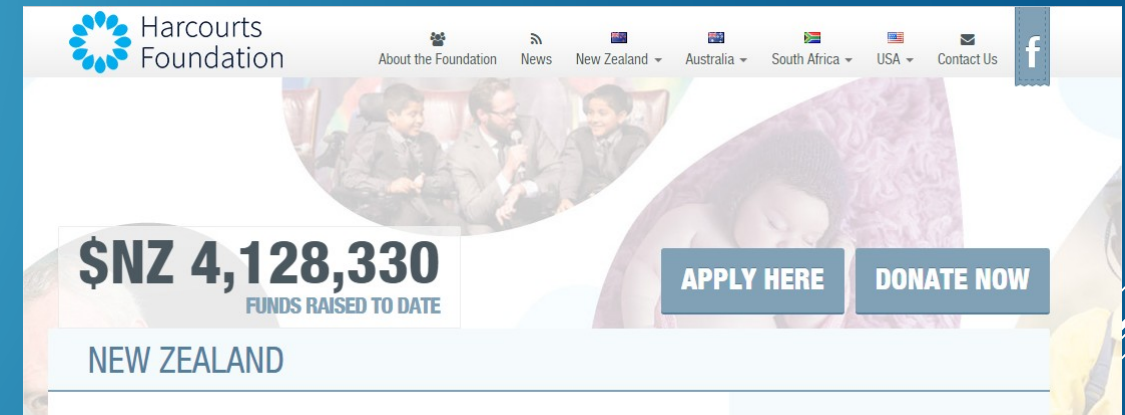 Harcourts
Foundation
About the Foundation News New Zealand Australia South Africa USA Contact Us
f
$NZ 4,128,330
FUNDS RAISED TO DATE
APPLY HERE DONATE NOW
NEW ZEALAND